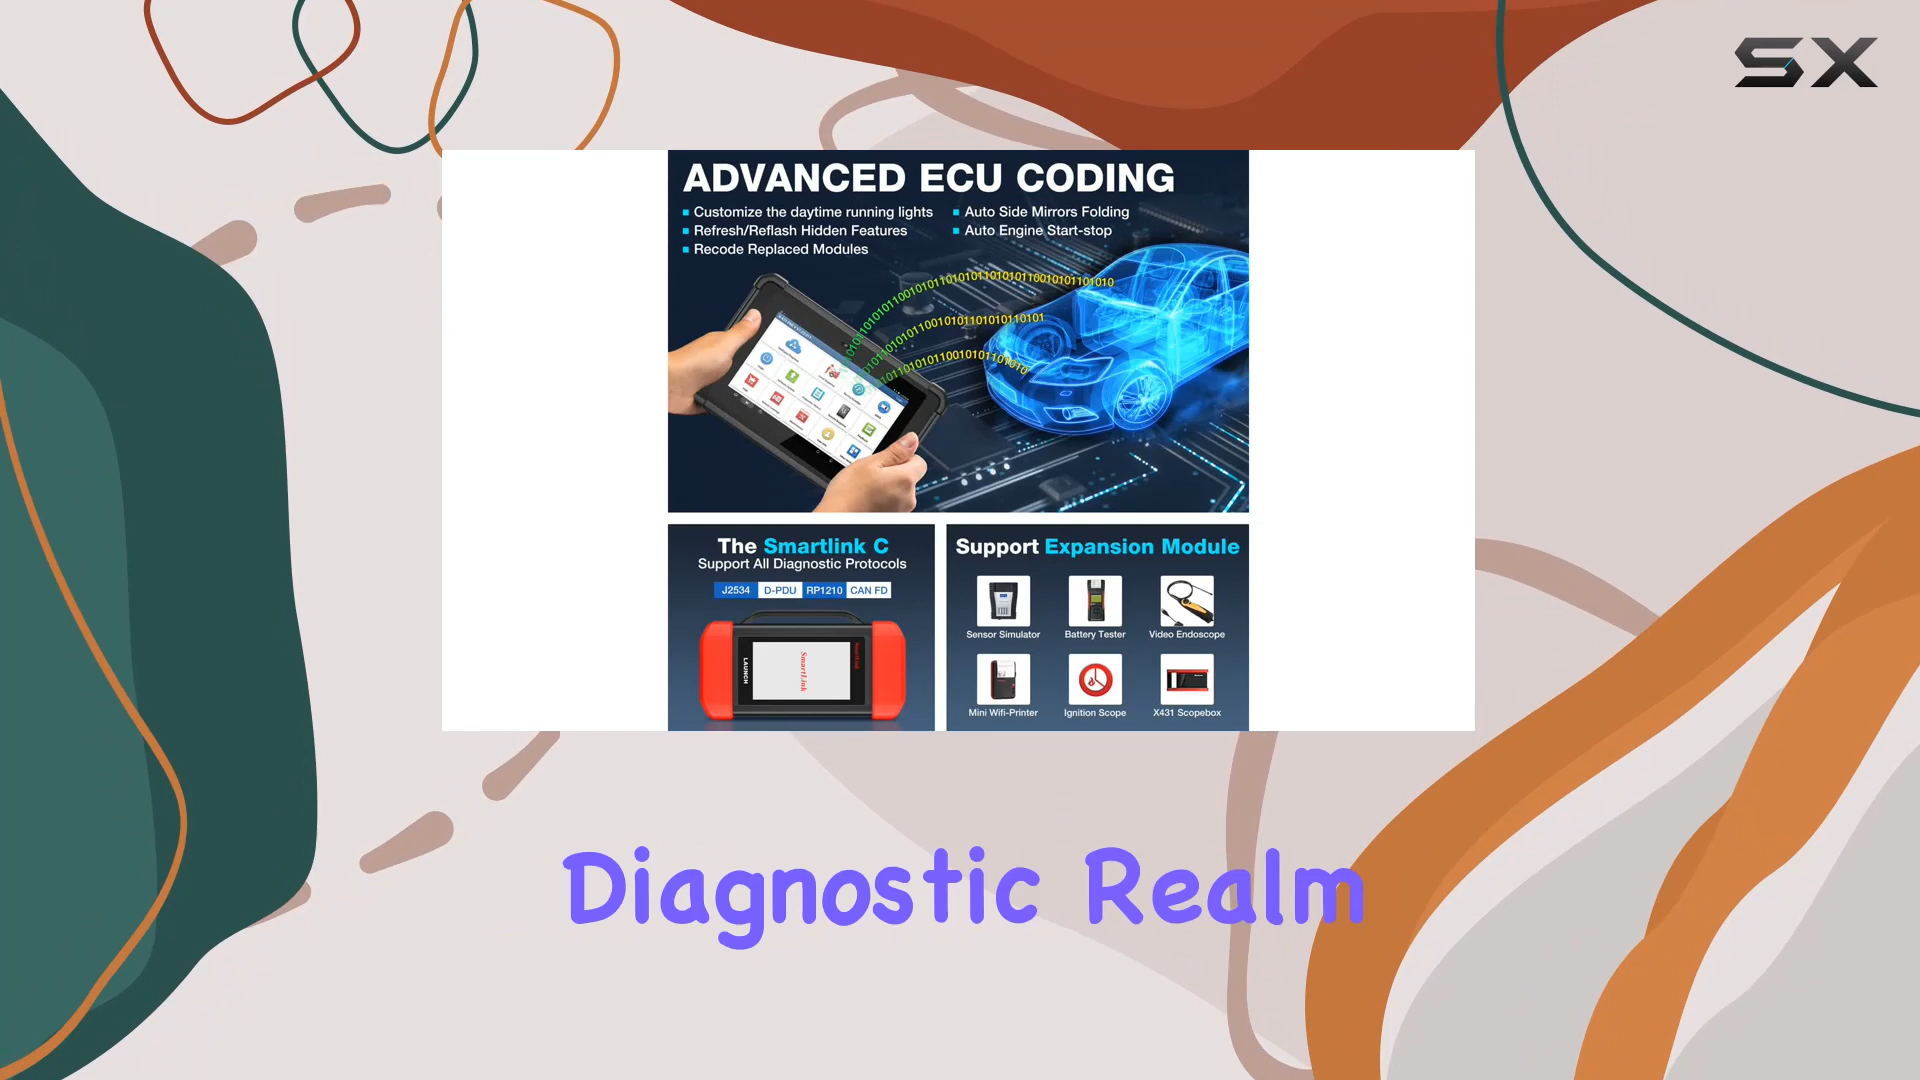 SX
ADVANCED ECU CODING
Customize the daytime running lights
Refresh/Reflash Hidden Features
Recode Replaced Modules
Auto Side Mirrors Folding
Auto Engine Start-stop
The Smartlink C
Support All Diagnostic Protocols
J2534 D-PDU RP1210 CAN FD
LAUNCH
SmartLink
Support Expansion Module
Sensor Simulator Battery Tester Video Endoscope
Mini Wifi-Printer Ignition Scope X431 Scopebox
Diagnostic Realm